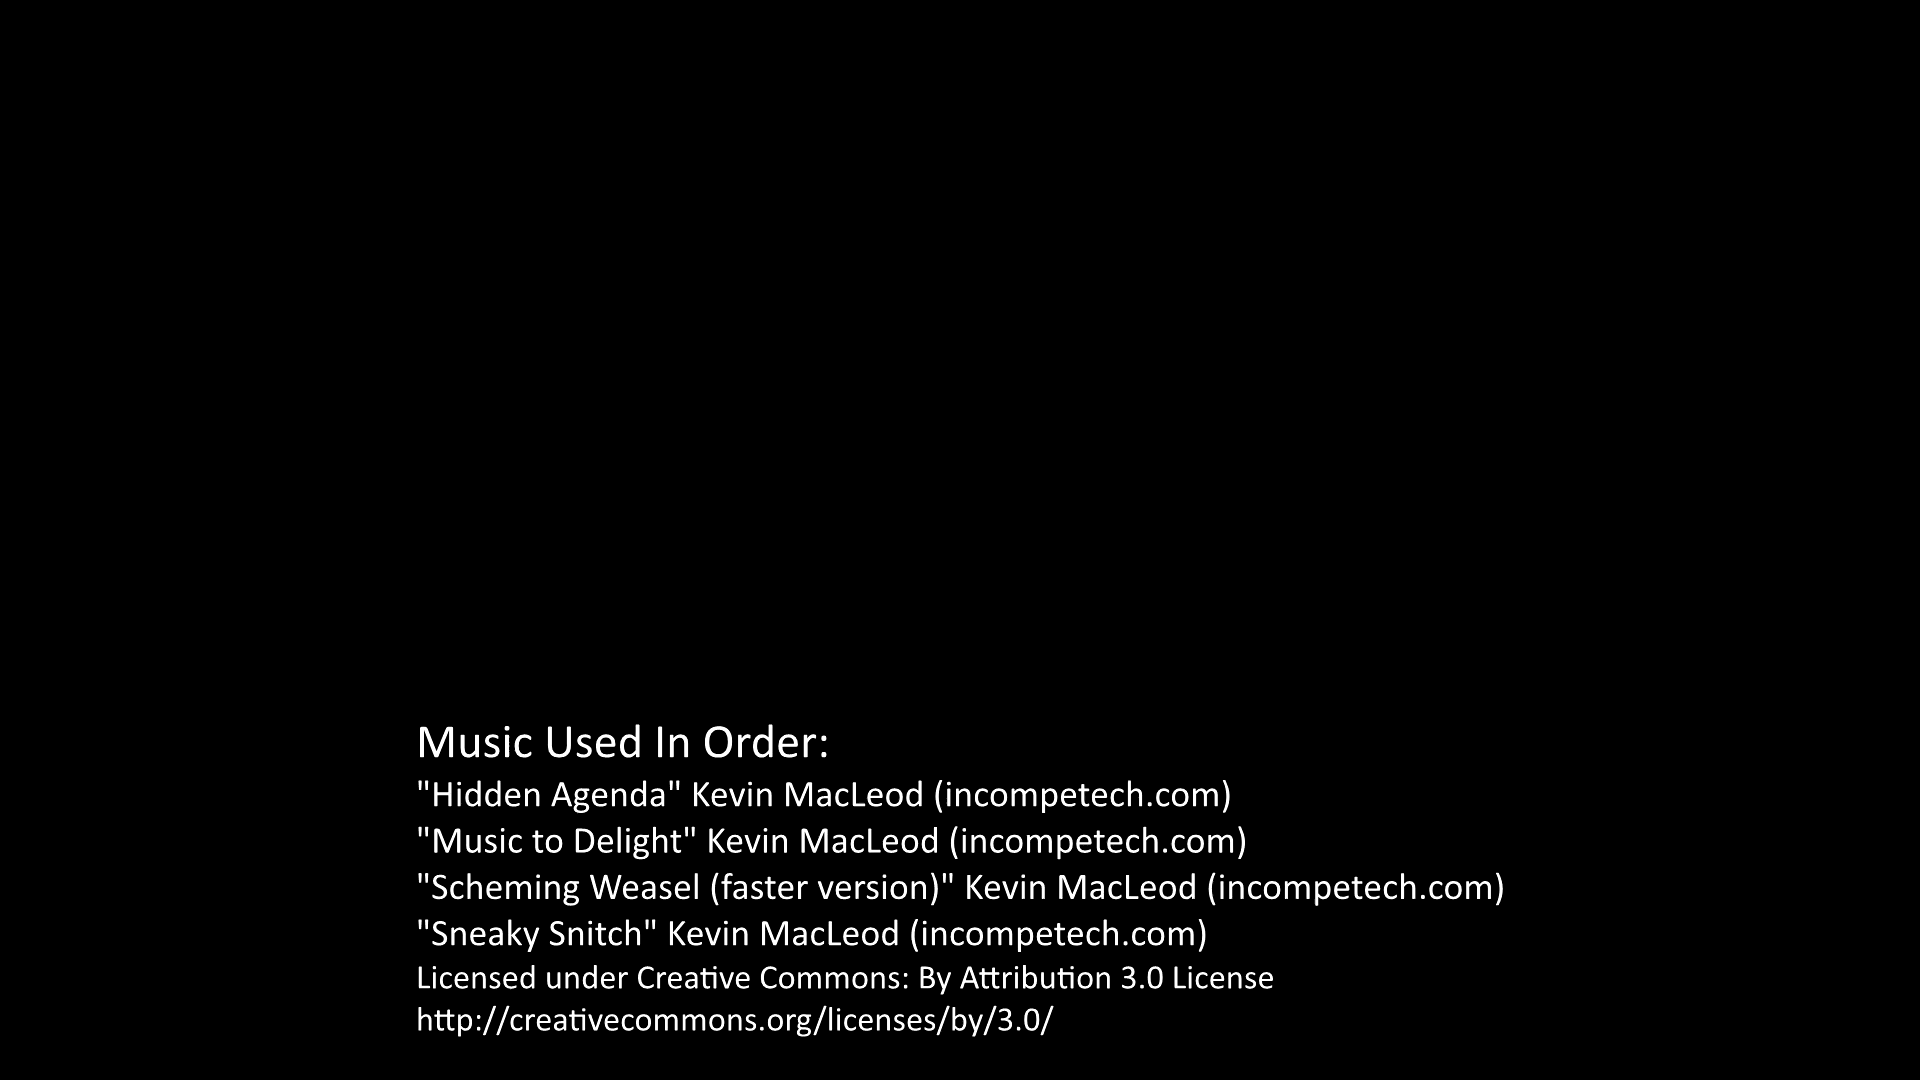 Music Used In Order:
"Hidden Agenda" Kevin MacLeod (incompetech.com)
"Music to Delight" Kevin MacLeod (incompetech.com)
"Scheming Weasel (faster version)" Kevin MacLeod (incompetech.com)
"Sneaky Snitch" Kevin MacLeod (incompetech.com)
Licensed under Creative Commons: By Attribution 3.0 License
http://creativecommons.org/licenses/by/3.0/